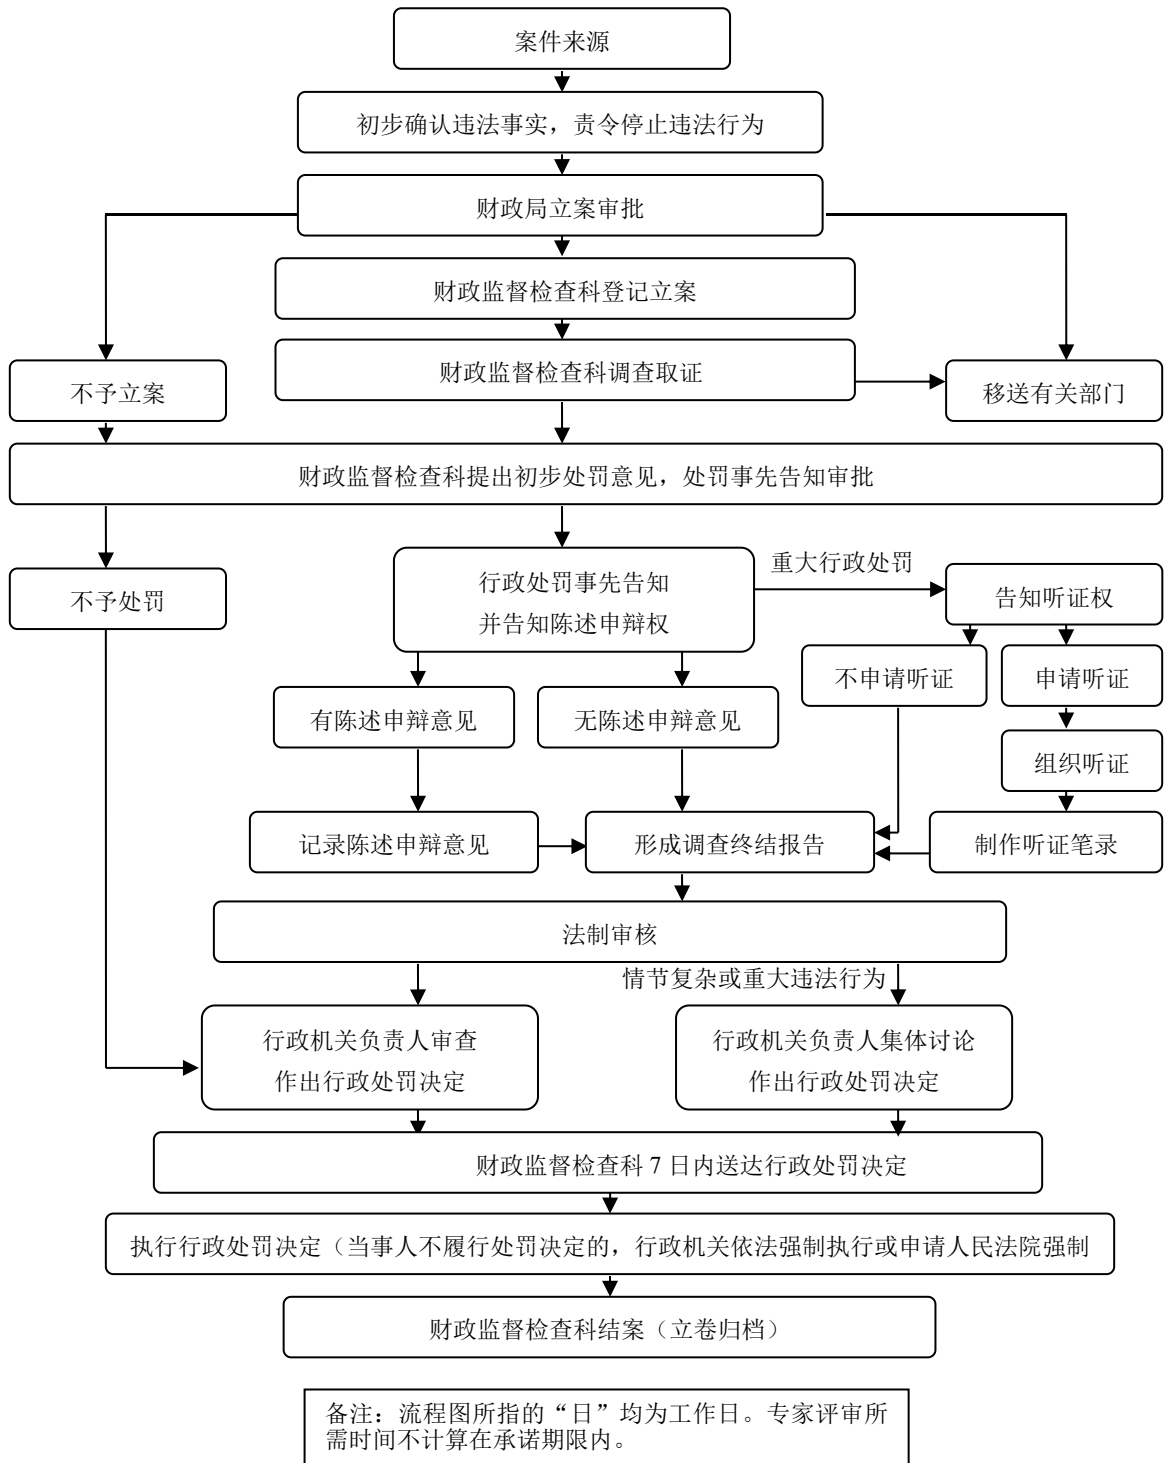 案件来源
初步确认违法事实，责令停止违法行为
财政局立案审批
财政监督检查科登记立案
财政监督检查科调查取证
不予立案
移送有关部门
财政监督检查科提出初步处罚意见，处罚事先告知审批
行政处罚事先告知
并告知陈述申辩权
重大行政处罚
告知听证权
不予处罚
不申请听证
申请听证
有陈述申辩意见
无陈述申辩意见
组织听证
记录陈述申辩意见
形成调查终结报告
制作听证笔录
法制审核
情节复杂或重大违法行为
行政机关负责人审查
作出行政处罚决定
行政机关负责人集体讨论
作出行政处罚决定
财政监督检查科 7 日内送达行政处罚决定
执行行政处罚决定（当事人不履行处罚决定的，行政机关依法强制执行或申请人民法院强制
财政监督检查科结案（立卷归档）
备注：流程图所指的“日”均为工作日。专家评审所
需时间不计算在承诺期限内。